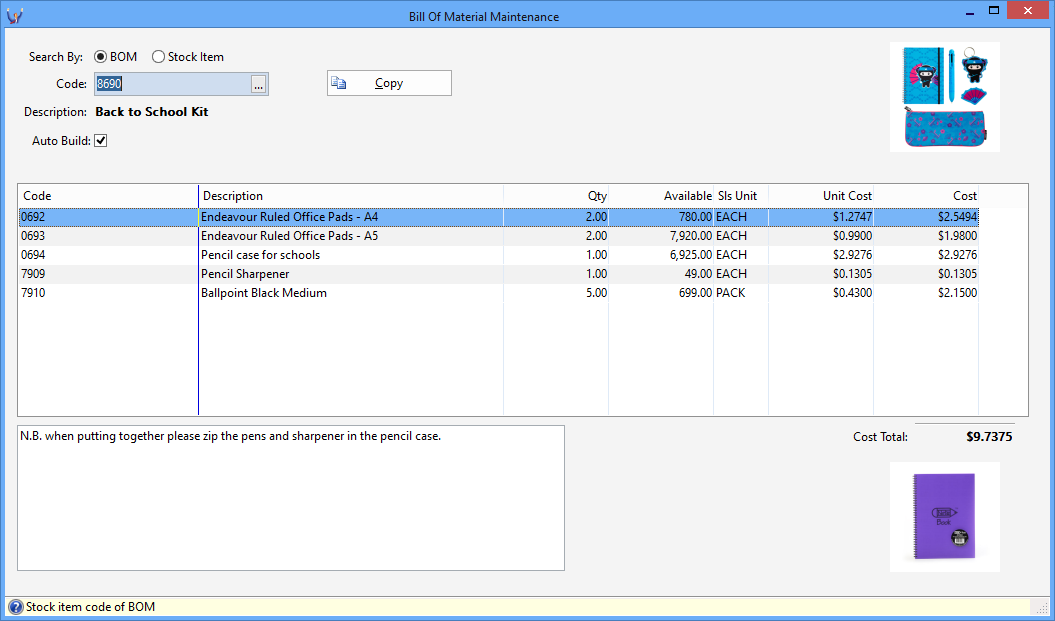 Bill Of Material Maintenance
Search By: BOM Stock Item
Code: 8690 ... Copy
Description: Back to School Kit
Auto Build:
Code Description Qty Available Sls Unit Unit Cost Cost
0692 Endeavour Ruled Office Pads - A4 2.00 780.00 EACH $1.2747 $2.5494
0693 Endeavour Ruled Office Pads - A5 2.00 7,920.00 EACH $0.9900 $1.9800
0694 Pencil case for schools 1.00 6,925.00 EACH $2.9276 $2.9276
7909 Pencil Sharpener 1.00 49.00 EACH $0.1305 $0.1305
7910 Ballpoint Black Medium 5.00 699.00 PACK $0.4300 $2.1500
N.B. when putting together please zip the pens and sharpener in the pencil case.
Cost Total: $9.7375
Book
Stock item code of BOM